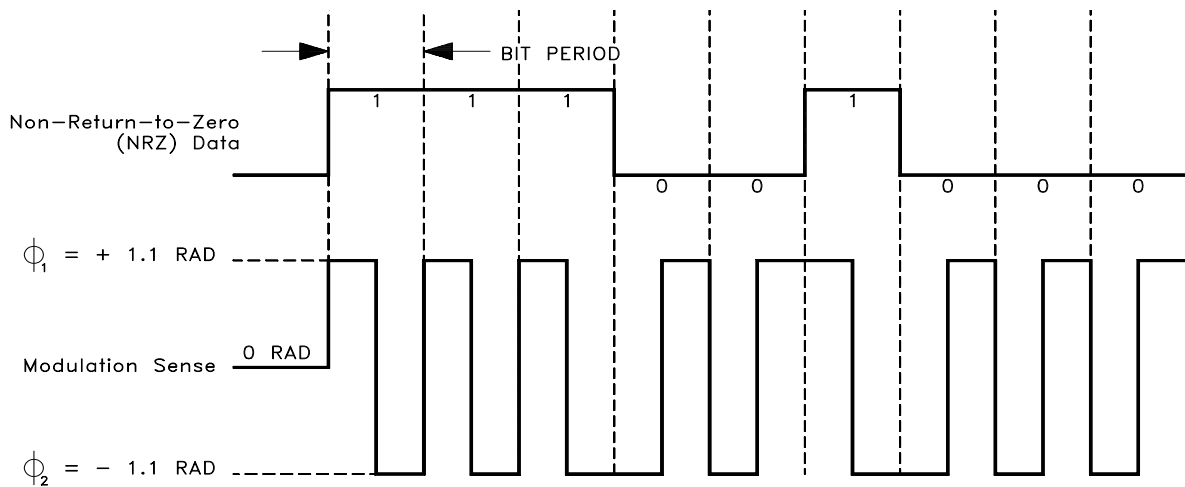 BIT PERIOD
1 1 1 1
Non-Return-to-Zero
(NRZ) Data
0 0 0 0 0
ϕ₁ = + 1.1 RAD
0 RAD
Modulation Sense
ϕ₂ = - 1.1 RAD